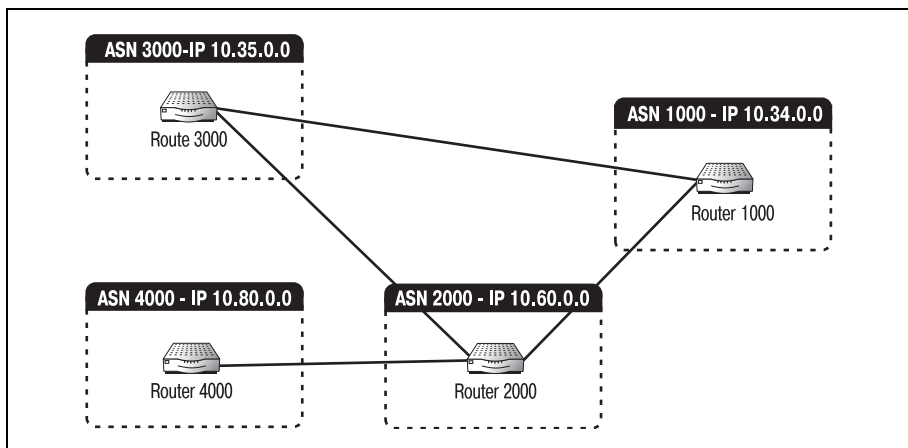 ASN 3000-IP 10.35.0.0
Route 3000
ASN 1000 - IP 10.34.0.0
Router 1000
ASN 4000 - IP 10.80.0.0
Router 4000
ASN 2000 - IP 10.60.0.0
Router 2000